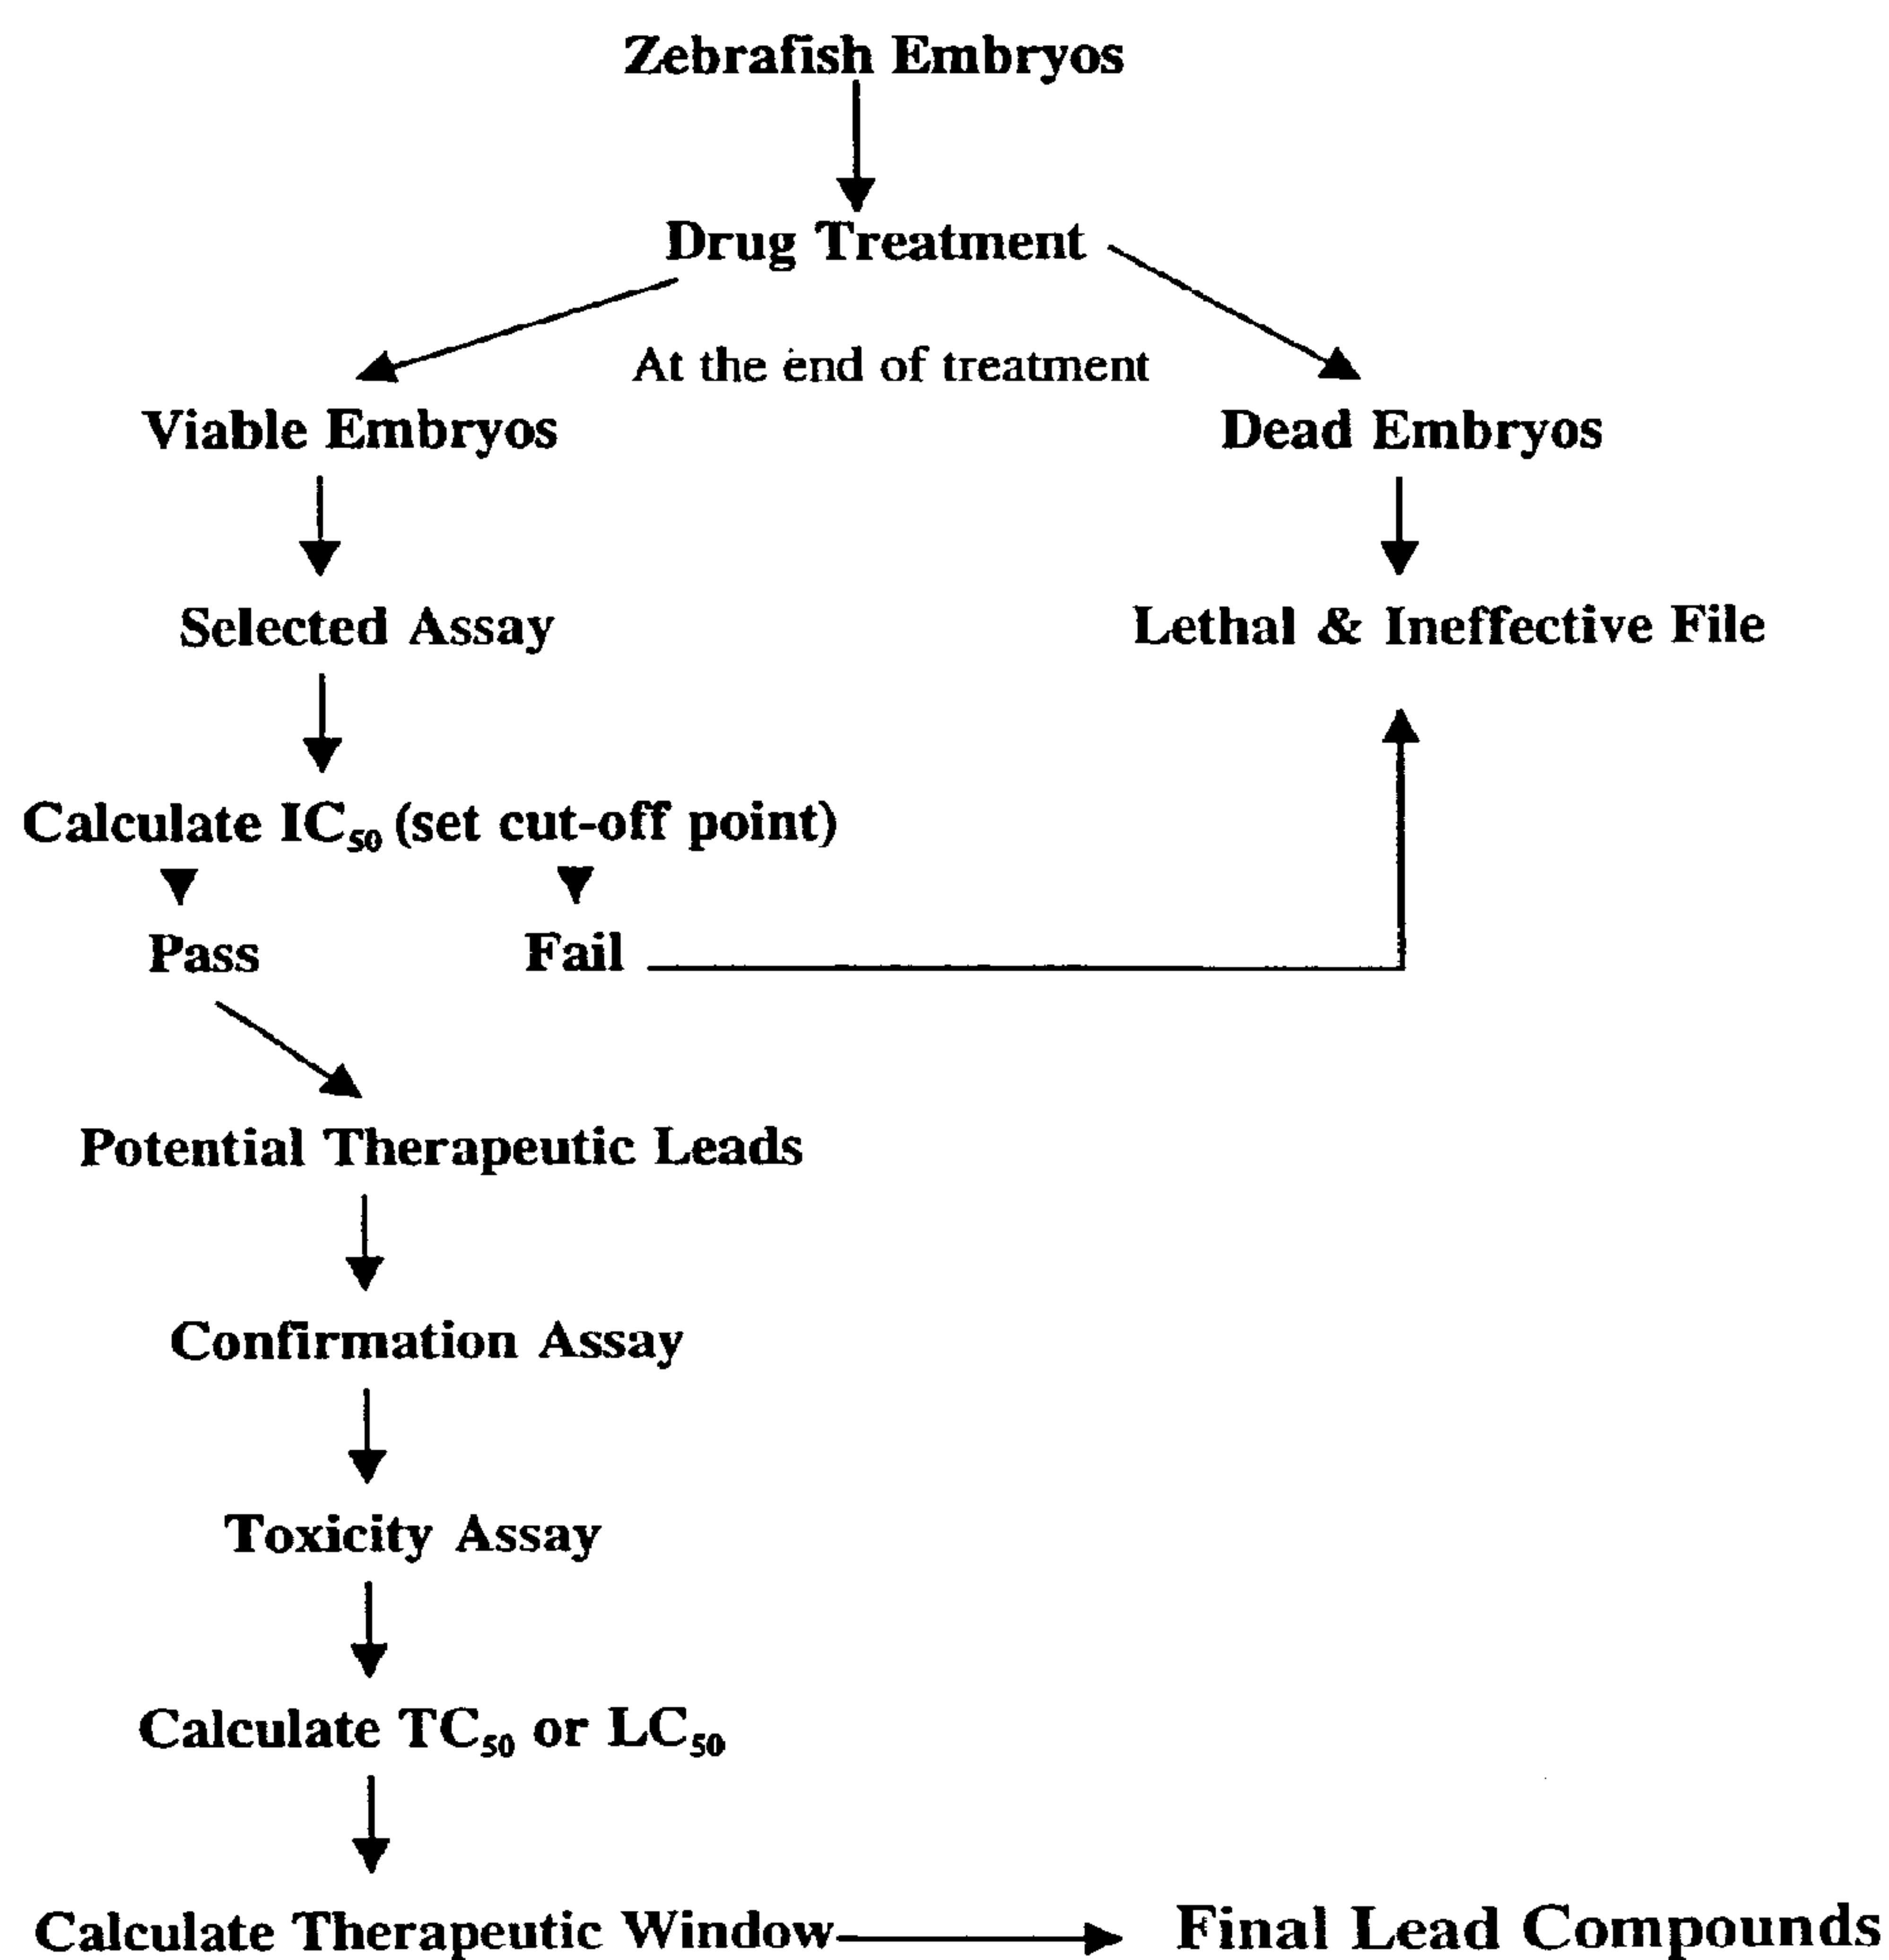 Zebrafish Embryos
Drug Treatment
At the end of treatment
Viable Embryos
Dead Embryos
Selected Assay
Lethal & Ineffective File
Calculate IC50 (set cut-off point)
Pass
Fail
Potential Therapeutic Leads
Confirmation Assay
Toxicity Assay
Calculate TC50 or LC50
Calculate Therapeutic Window
Final Lead Compounds